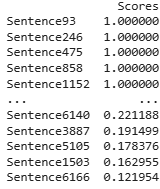 Scores
Sentence93 1.000000
Sentence246 1.000000
Sentence475 1.000000
Sentence858 1.000000
Sentence1152 1.000000
... ...
Sentence6140 0.221188
Sentence3887 0.191499
Sentence5105 0.178376
Sentence1503 0.162955
Sentence6166 0.121954